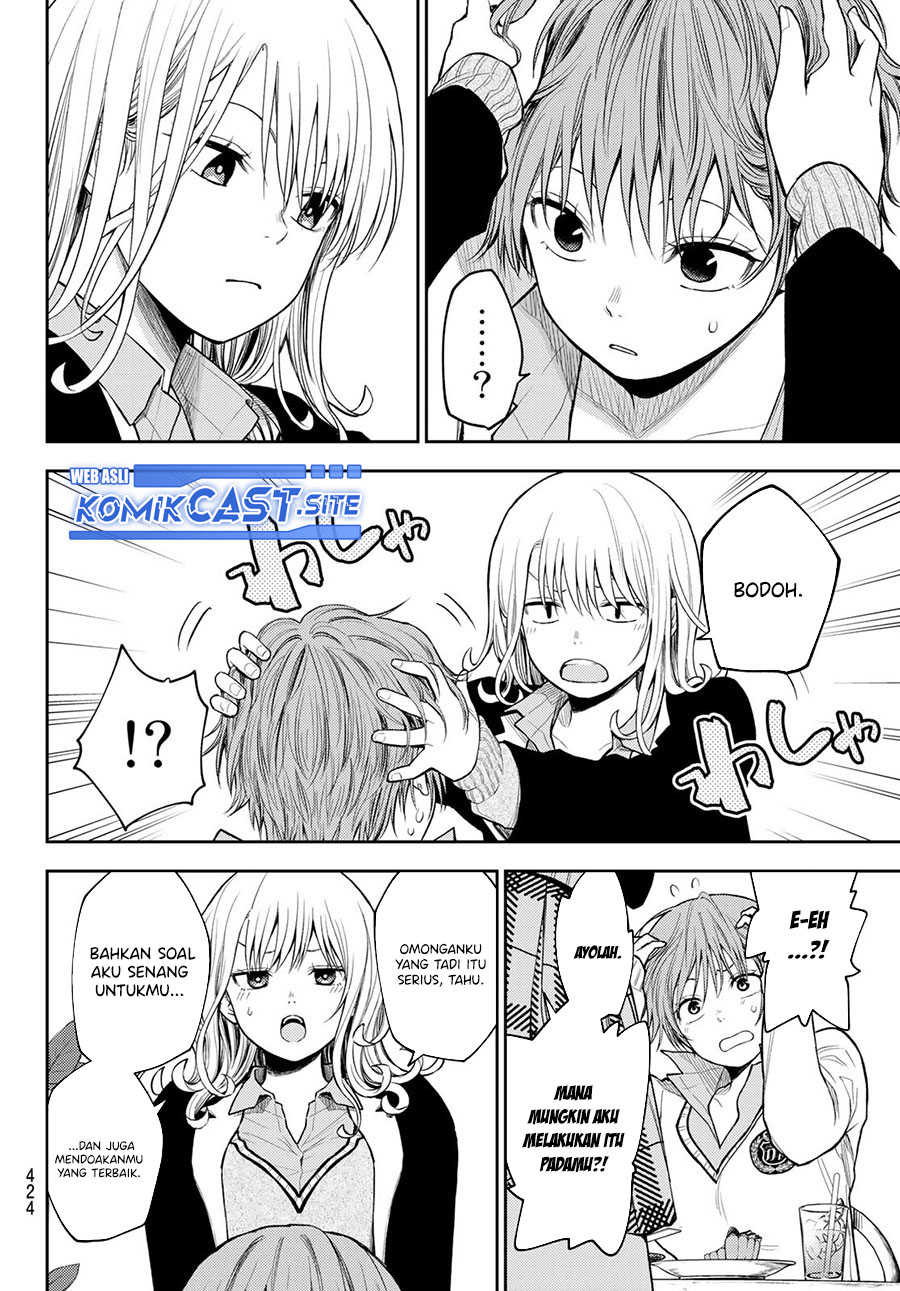 ......?
WEB ASLI
KOMIKCAST.SITE
BODOH.
わしゃ
わしゃ
!?
E-EH
...?!
AYOLAH.
MANA
MUNGKIN AKU
MELAKUKAN ITU
PADAMU?!
OMONGANKU
YANG TADI ITU
SERIUS, TAHU.
BAHKAN SOAL
AKU SENANG
UNTUKMU...
...DAN JUGA
MENDOAKANMU
YANG TERBAIK.
424